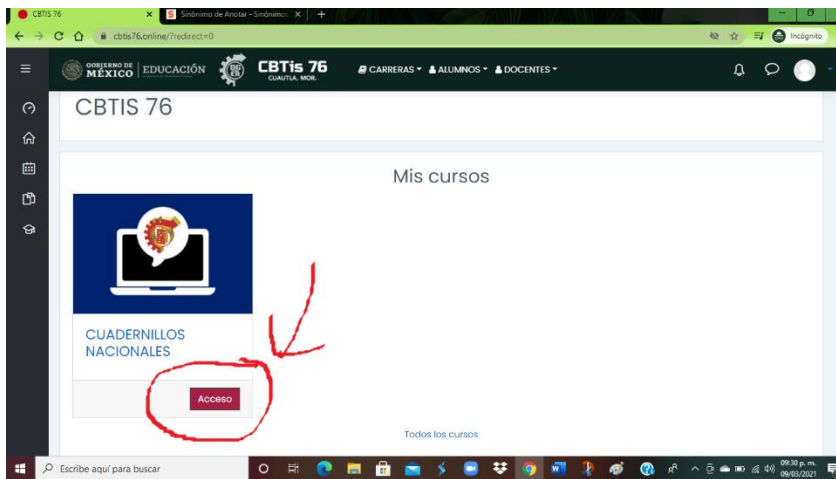 CBTIS 76
Sinónimo de Anotar - Sinónimos
cbtis76.online/?redirect=0
Incógnito
GOBIERNO DE
MÉXICO
EDUCACIÓN
CBTis 76
CUAUTLA, MOR.
CARRERAS
ALUMNOS
DOCENTES
CBTIS 76
Mis cursos
CUADERNILLOS
NACIONALES
Acceso
Todos los cursos
Escribe aquí para buscar
09:30 p. m.
09/03/2021